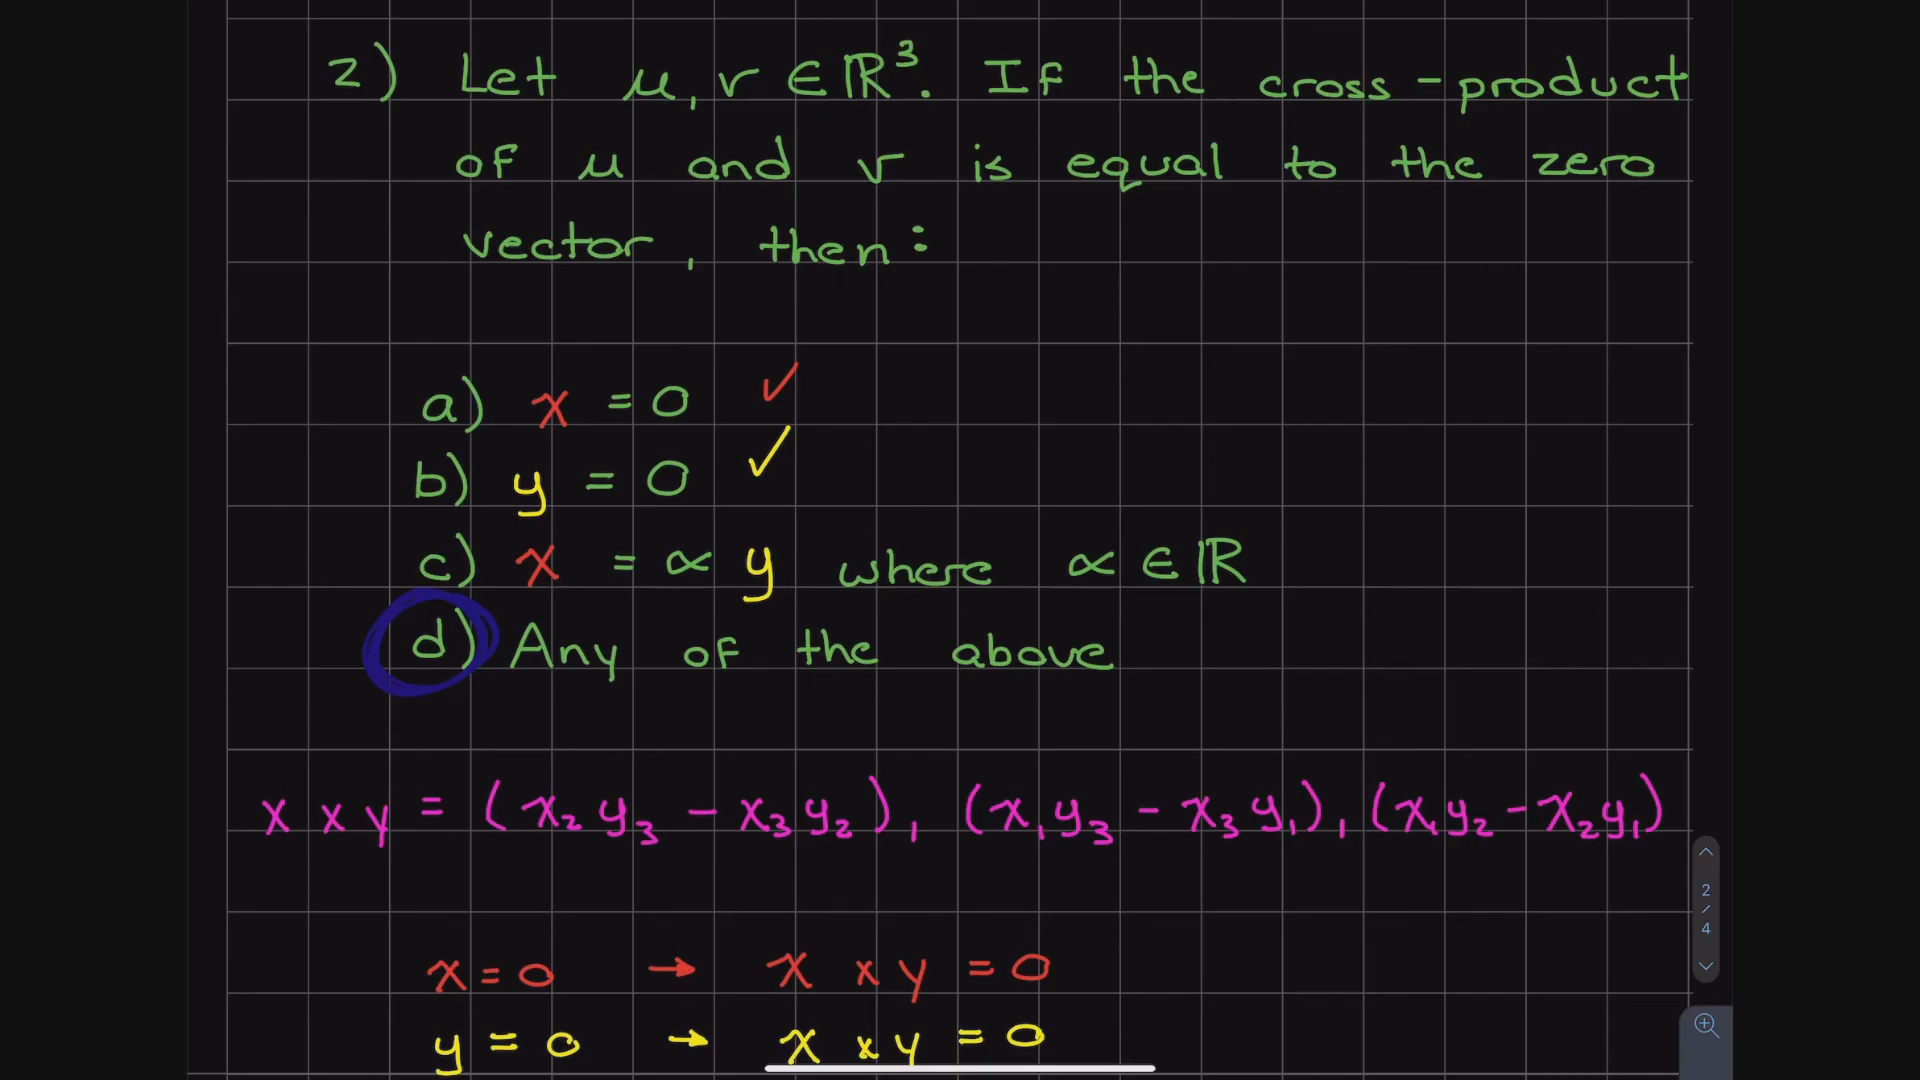 2) Let μ, v ∈ ℝ³. If the cross-product
of μ and v is equal to the zero
vector, then:
a) x = 0 ✓
b) y = 0 ✓
c) x = ∝ y where ∝ ∈ ℝ
d) Any of the above
x x y = (x₂y₃ - x₃y₂), (x₁y₃ - x₃y₁), (x₁y₂ - x₂y₁)
x = 0 → x x y = 0
y = 0 → x x y = 0
2
/
4